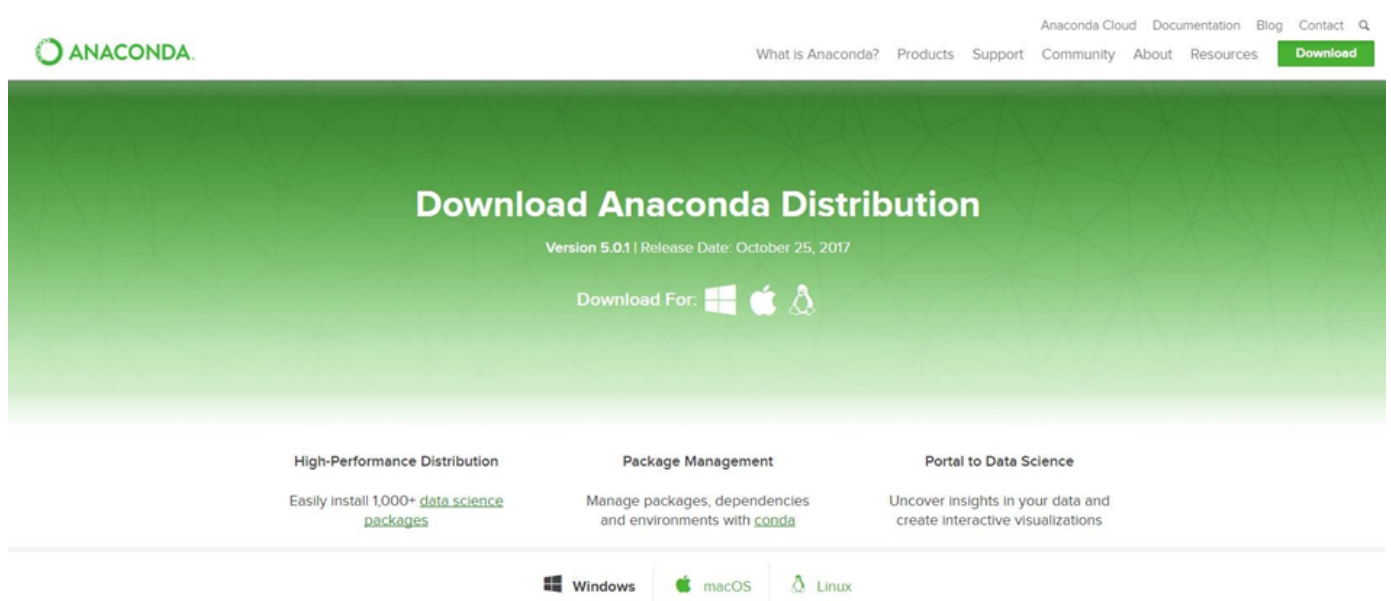 Anaconda Cloud Documentation Blog Contact
ANACONDA.
What is Anaconda? Products Support Community About Resources Download
Download Anaconda Distribution
Version 5.0.1 | Release Date: October 25, 2017
Download For:
High-Performance Distribution
Easily install 1,000+ data science
packages
Package Management
Manage packages, dependencies
and environments with conda
Portal to Data Science
Uncover insights in your data and
create interactive visualizations
Windows macOS Linux